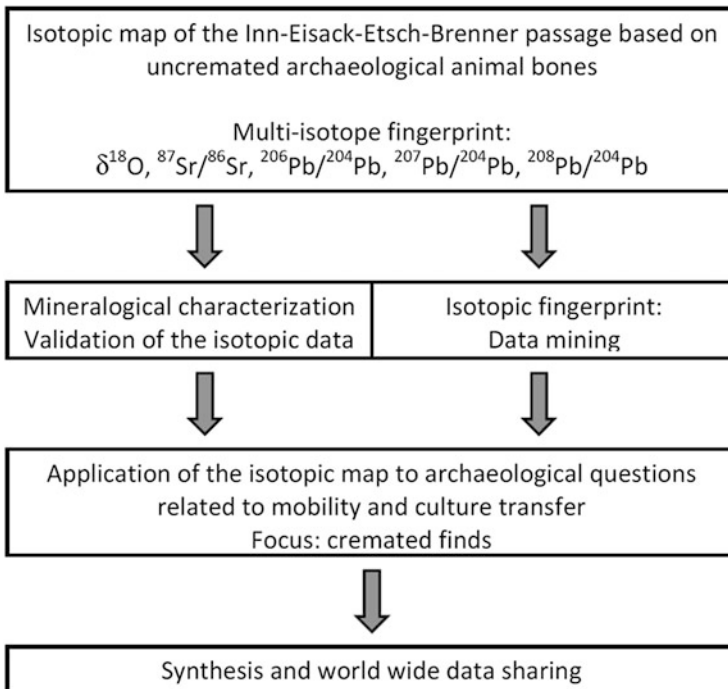 Isotopic map of the Inn-Eisack-Etsch-Brenner passage based on
uncremated archaeological animal bones
Multi-isotope fingerprint:
δ¹⁸O, ⁸⁷Sr/⁸⁶Sr, ²⁰⁶Pb/²⁰⁴Pb, ²⁰⁷Pb/²⁰⁴Pb, ²⁰⁸Pb/²⁰⁴Pb
Mineralogical characterization
Validation of the isotopic data
Isotopic fingerprint:
Data mining
Application of the isotopic map to archaeological questions
related to mobility and culture transfer
Focus: cremated finds
Synthesis and world wide data sharing